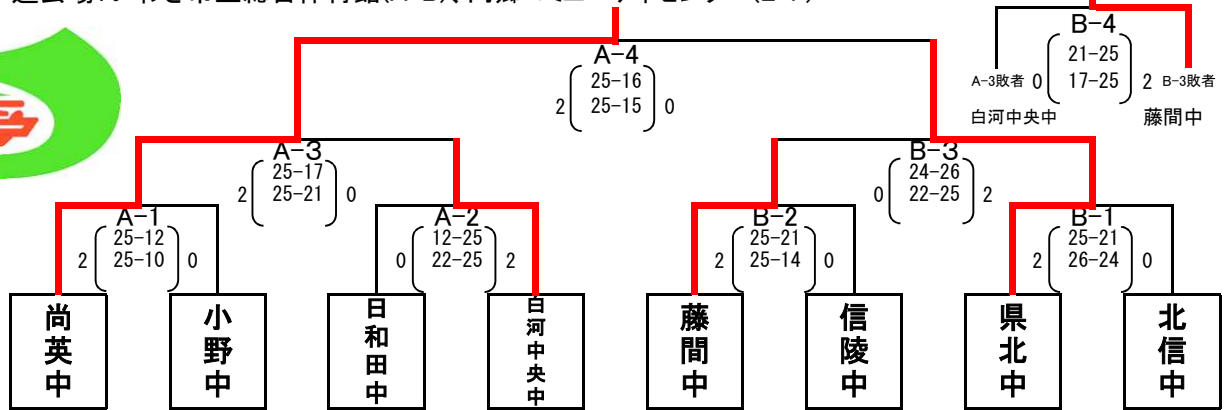 B-4
21-25
A-3敗者 0 17-25 2 B-3敗者
白河中央中 藤間中
A-4
25-16
2 25-15 0
A-3
25-17
2 25-21 0
B-3
24-26
0 22-25 2
A-1
25-12
2 25-10 0
A-2
12-25
0 22-25 2
B-2
25-21
2 25-14 0
B-1
25-21
2 26-24 0
尚英中
小野中
日和田中
白河中央中
藤間中
信陵中
県北中
北信中